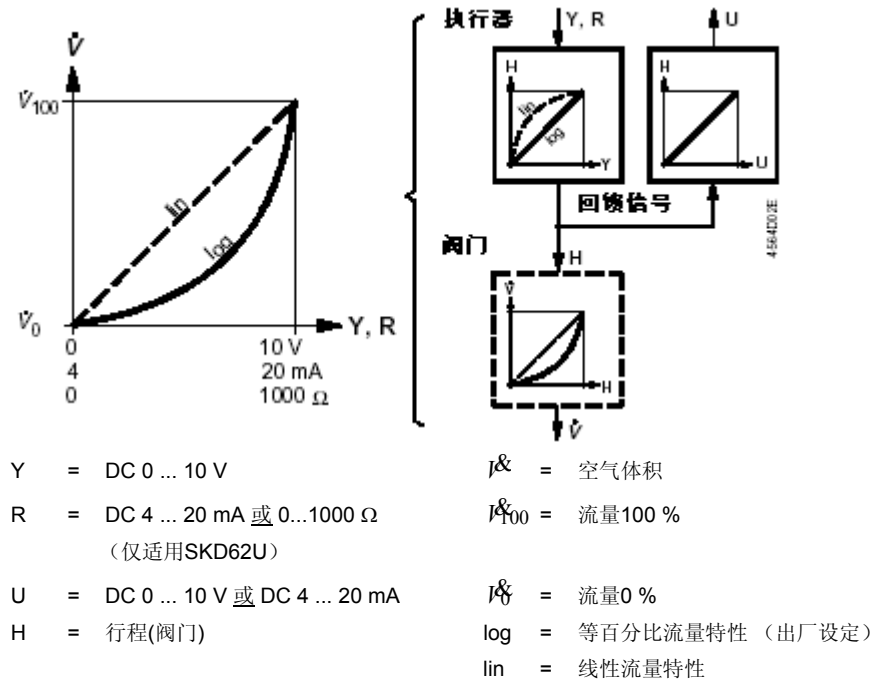 V̇
V̇100
lin
log
V̇0
Y, R
0 10 V
4 20 mA
0 1000 Ω
执行器
Y, R
U
H
lin
log
Y
H
U
回馈信号
4564D02E
阀门
H
V̇
H
V̇
Y = DC 0 ... 10 V
R = DC 4 ... 20 mA 或 0...1000 Ω
（仅适用SKD62U）
U = DC 0 ... 10 V 或 DC 4 ... 20 mA
H = 行程(阀门)
V& = 空气体积
V&100 = 流量100 %
V&0 = 流量0 %
log = 等百分比流量特性 （出厂设定）
lin = 线性流量特性